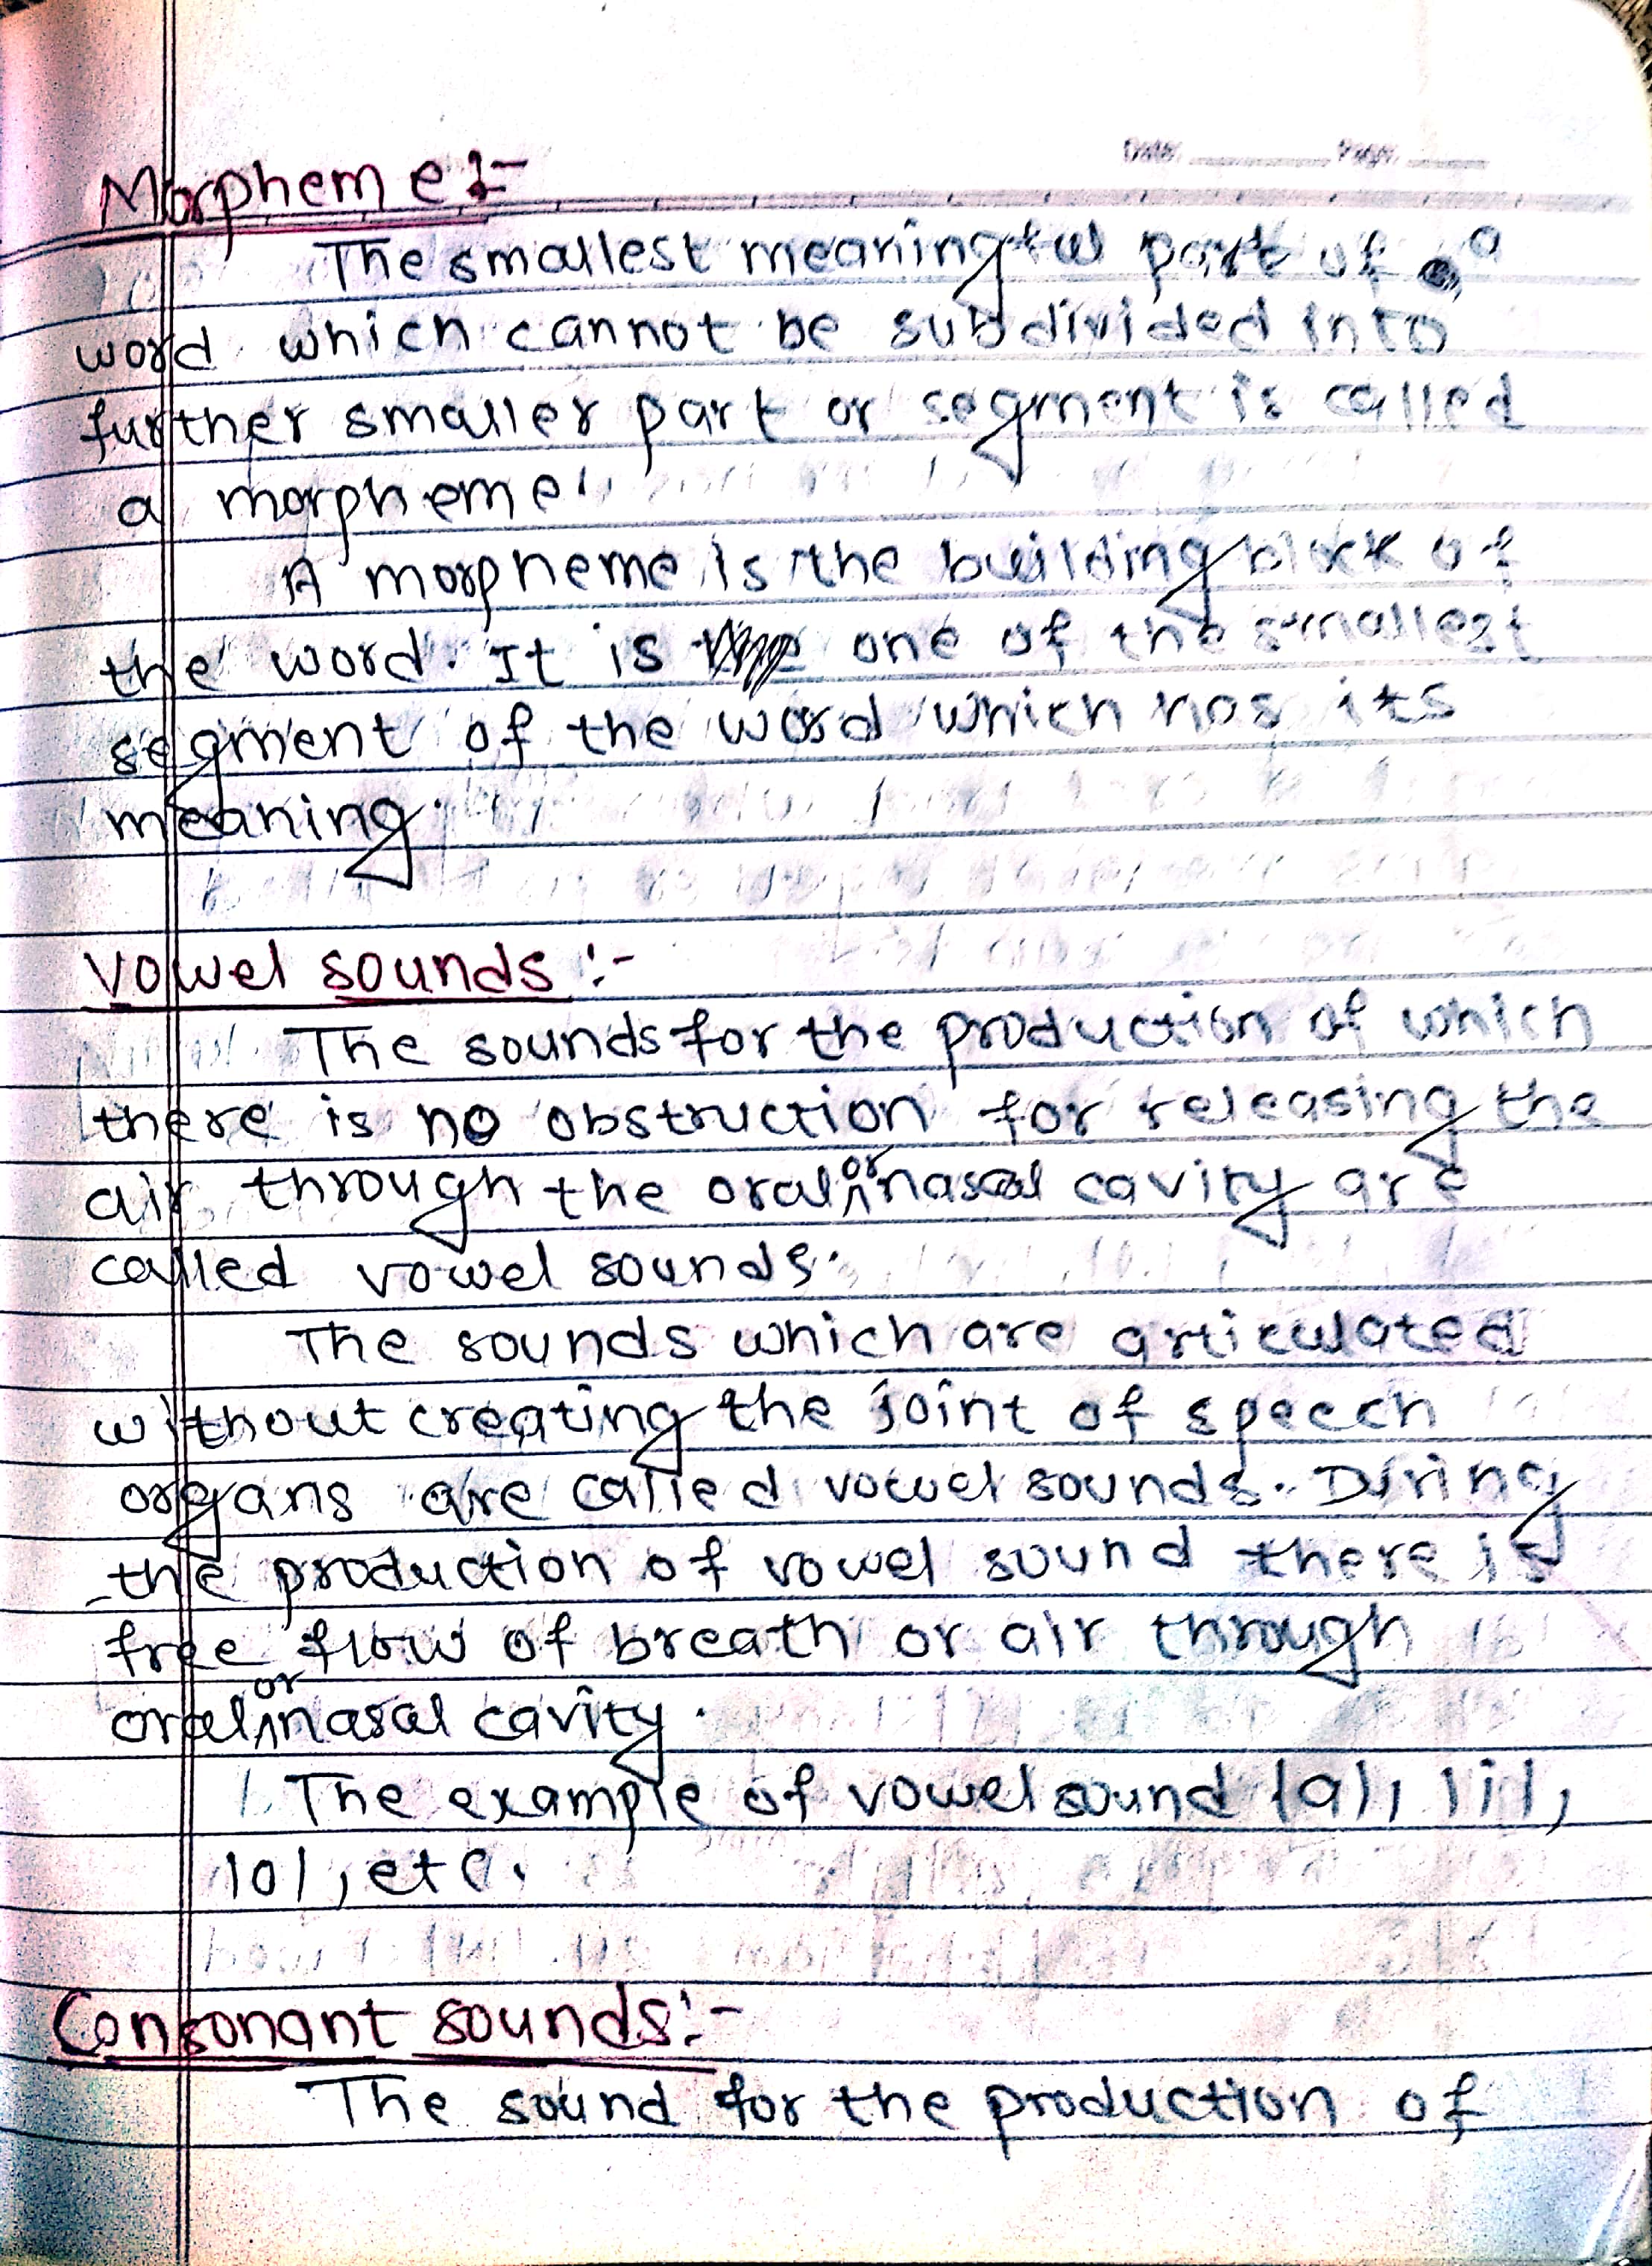 Date: Page:
Morpheme :-
The smallest meaningful part of a
word which cannot be subdivided into
further smaller part or segment is called
a morpheme.
A morpheme is the building block of
the word. It is one of the smallest
segment of the word which has its
meaning.
Vowel sounds :-
The sounds for the production of which
there is no obstruction for releasing the
air through the oral or nasal cavity are
called vowel sounds.
The sounds which are articulated
without creating the joint of speech
organs are called vowel sounds. During
the production of vowel sound there is
free flow of breath or air through
oral or nasal cavity.
The example of vowel sound /a/, /i/,
/o/, etc.
Consonant sounds :-
The sound for the production of